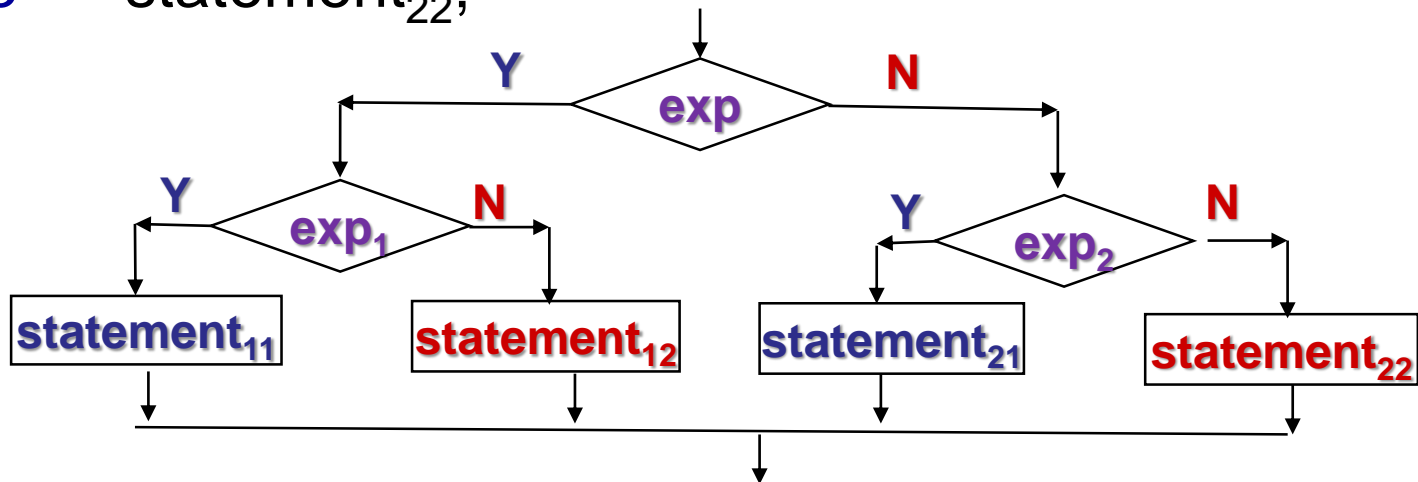 statement₂₂;
Y N
exp
Y N Y N
exp₁ exp₂
statement₁₁ statement₁₂ statement₂₁ statement₂₂